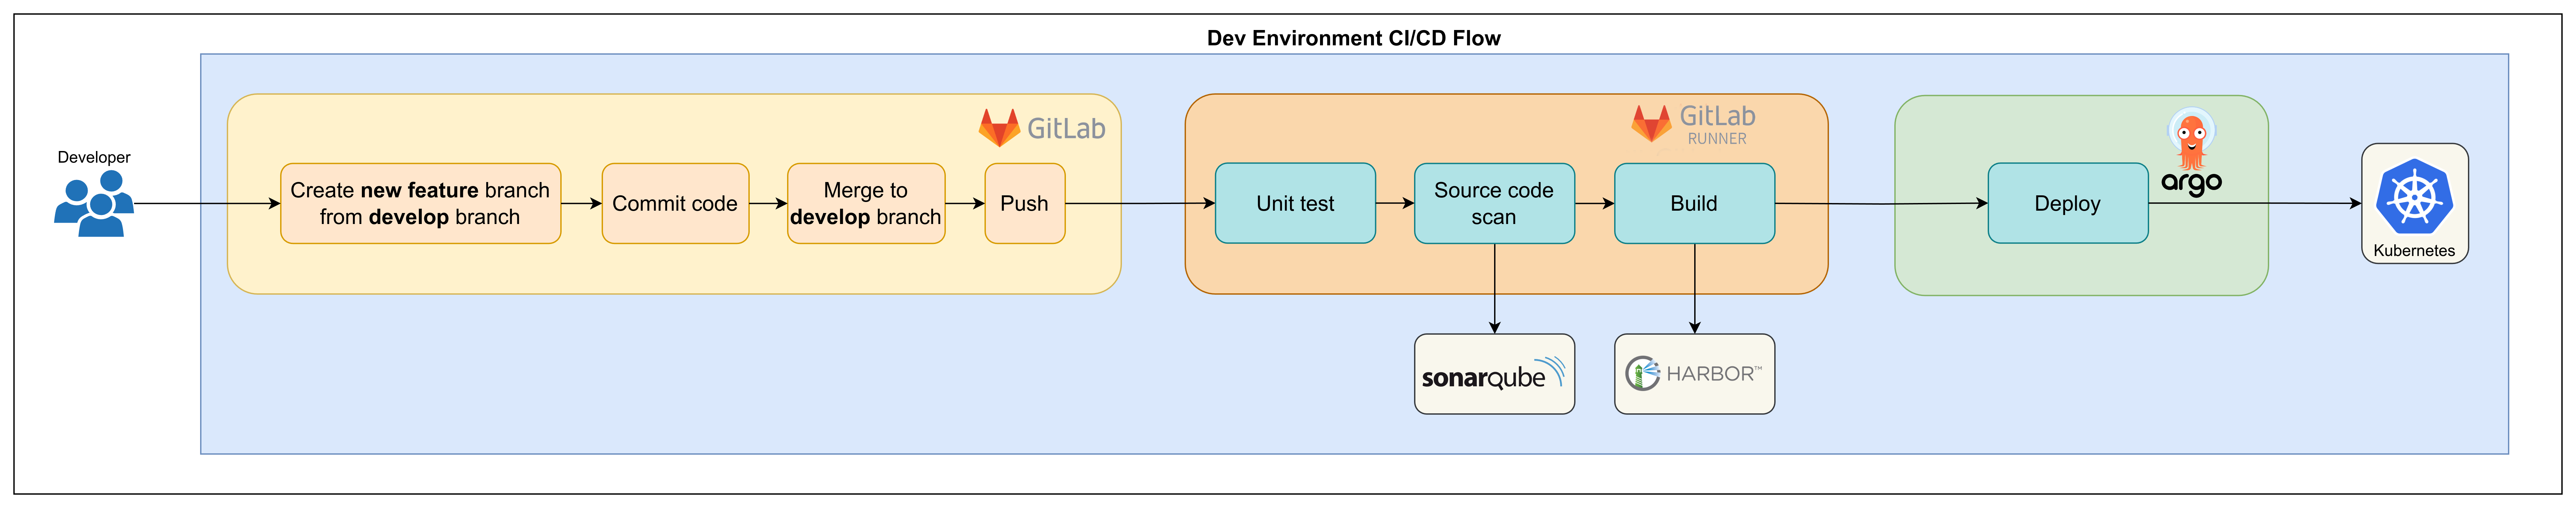 Dev Environment CI/CD Flow
Developer
GitLab
Create new feature branch
from develop branch
Commit code
Merge to
develop branch
Push
GitLab
RUNNER
Unit test
Source code
scan
Build
argo
Deploy
Kubernetes
sonarqube
HARBOR™